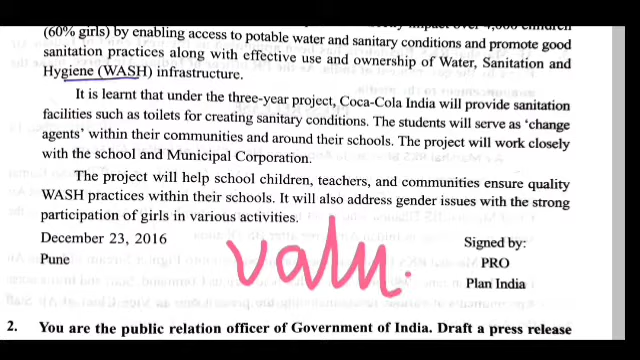 (60% girls) by enabling access to potable water and sanitary conditions and promote good
sanitation practices along with effective use and ownership of Water, Sanitation and
Hygiene (WASH) infrastructure.
It is learnt that under the three-year project, Coca-Cola India will provide sanitation
facilities such as toilets for creating sanitary conditions. The students will serve as ‘change
agents’ within their communities and around their schools. The project will work closely
with the school and Municipal Corporation.
The project will help school children, teachers, and communities ensure quality
WASH practices within their schools. It will also address gender issues with the strong
participation of girls in various activities.
December 23, 2016 Signed by:
Pune PRO
Plan India
2. You are the public relation officer of Government of India. Draft a press release